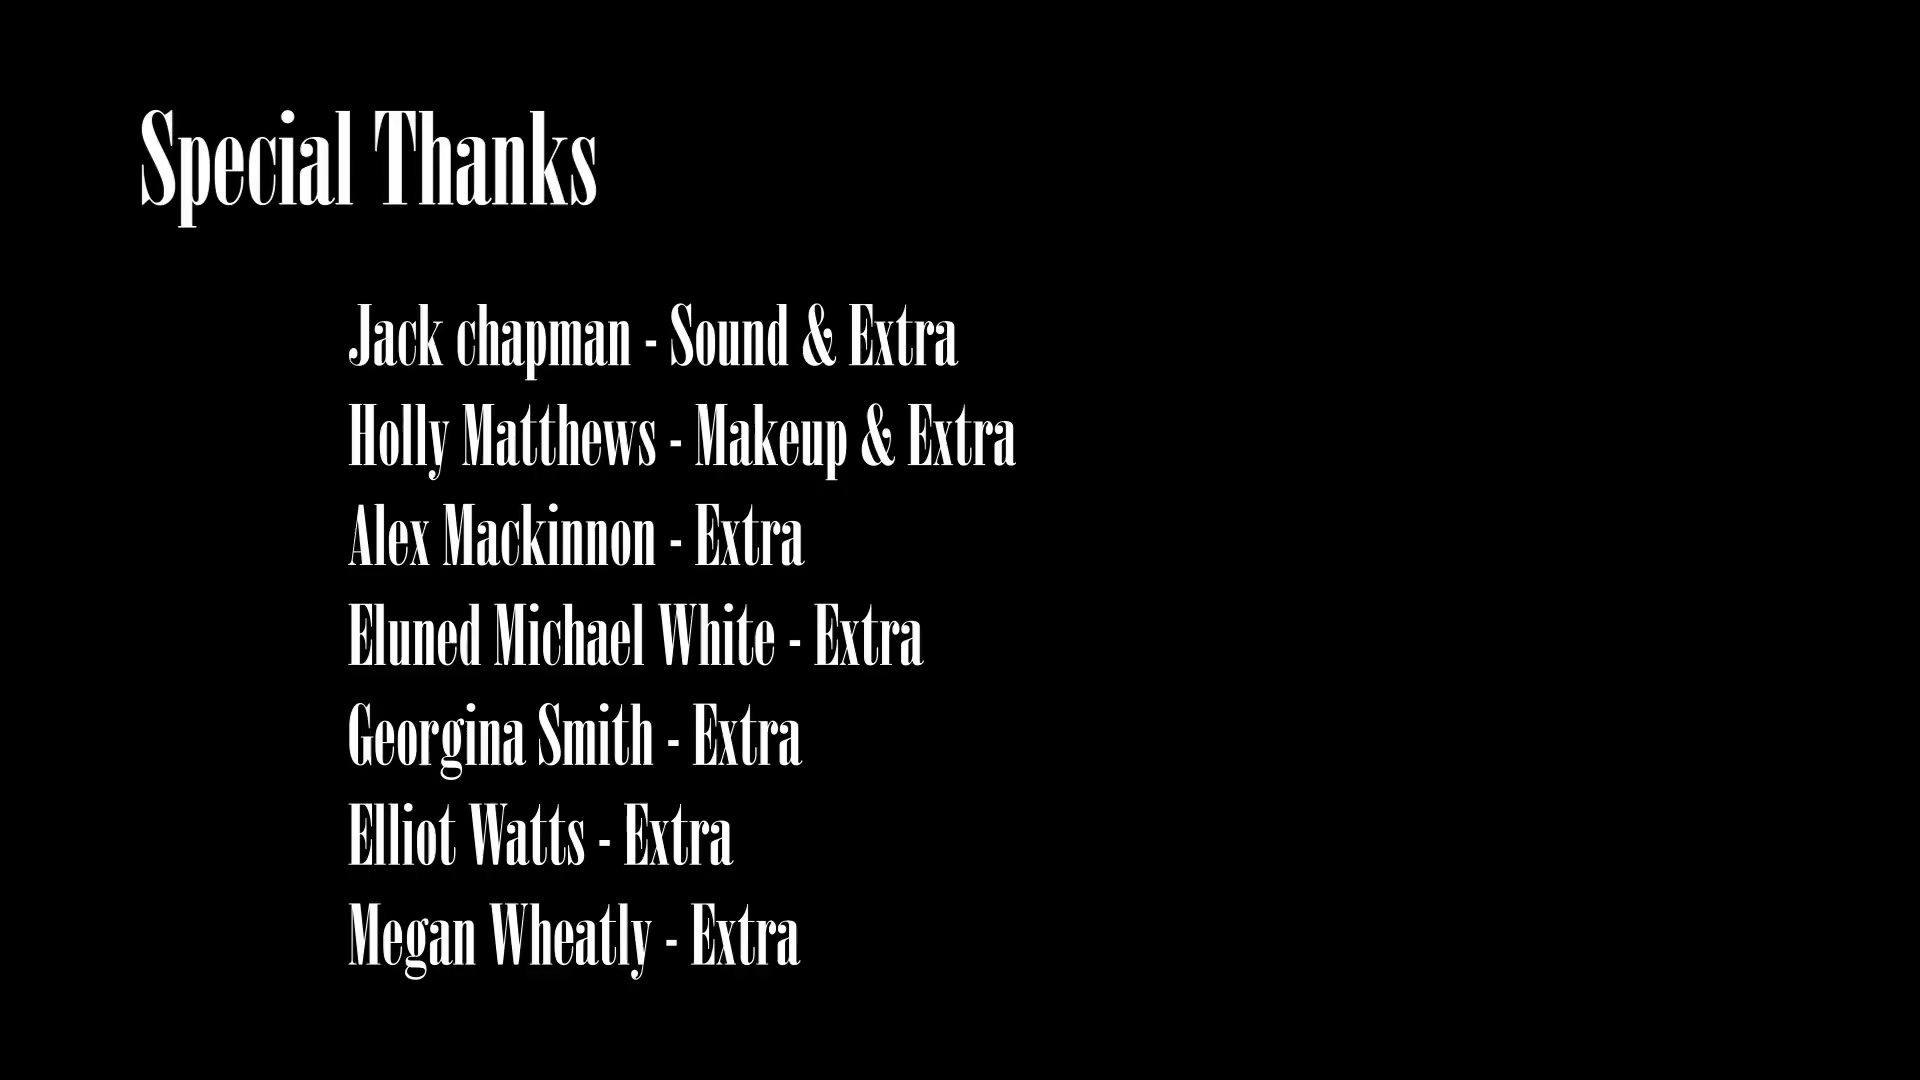 Special Thanks
Jack chapman - Sound & Extra
Holly Matthews - Makeup & Extra
Alex Mackinnon - Extra
Eluned Michael White - Extra
Georgina Smith - Extra
Elliot Watts - Extra
Megan Wheatly - Extra